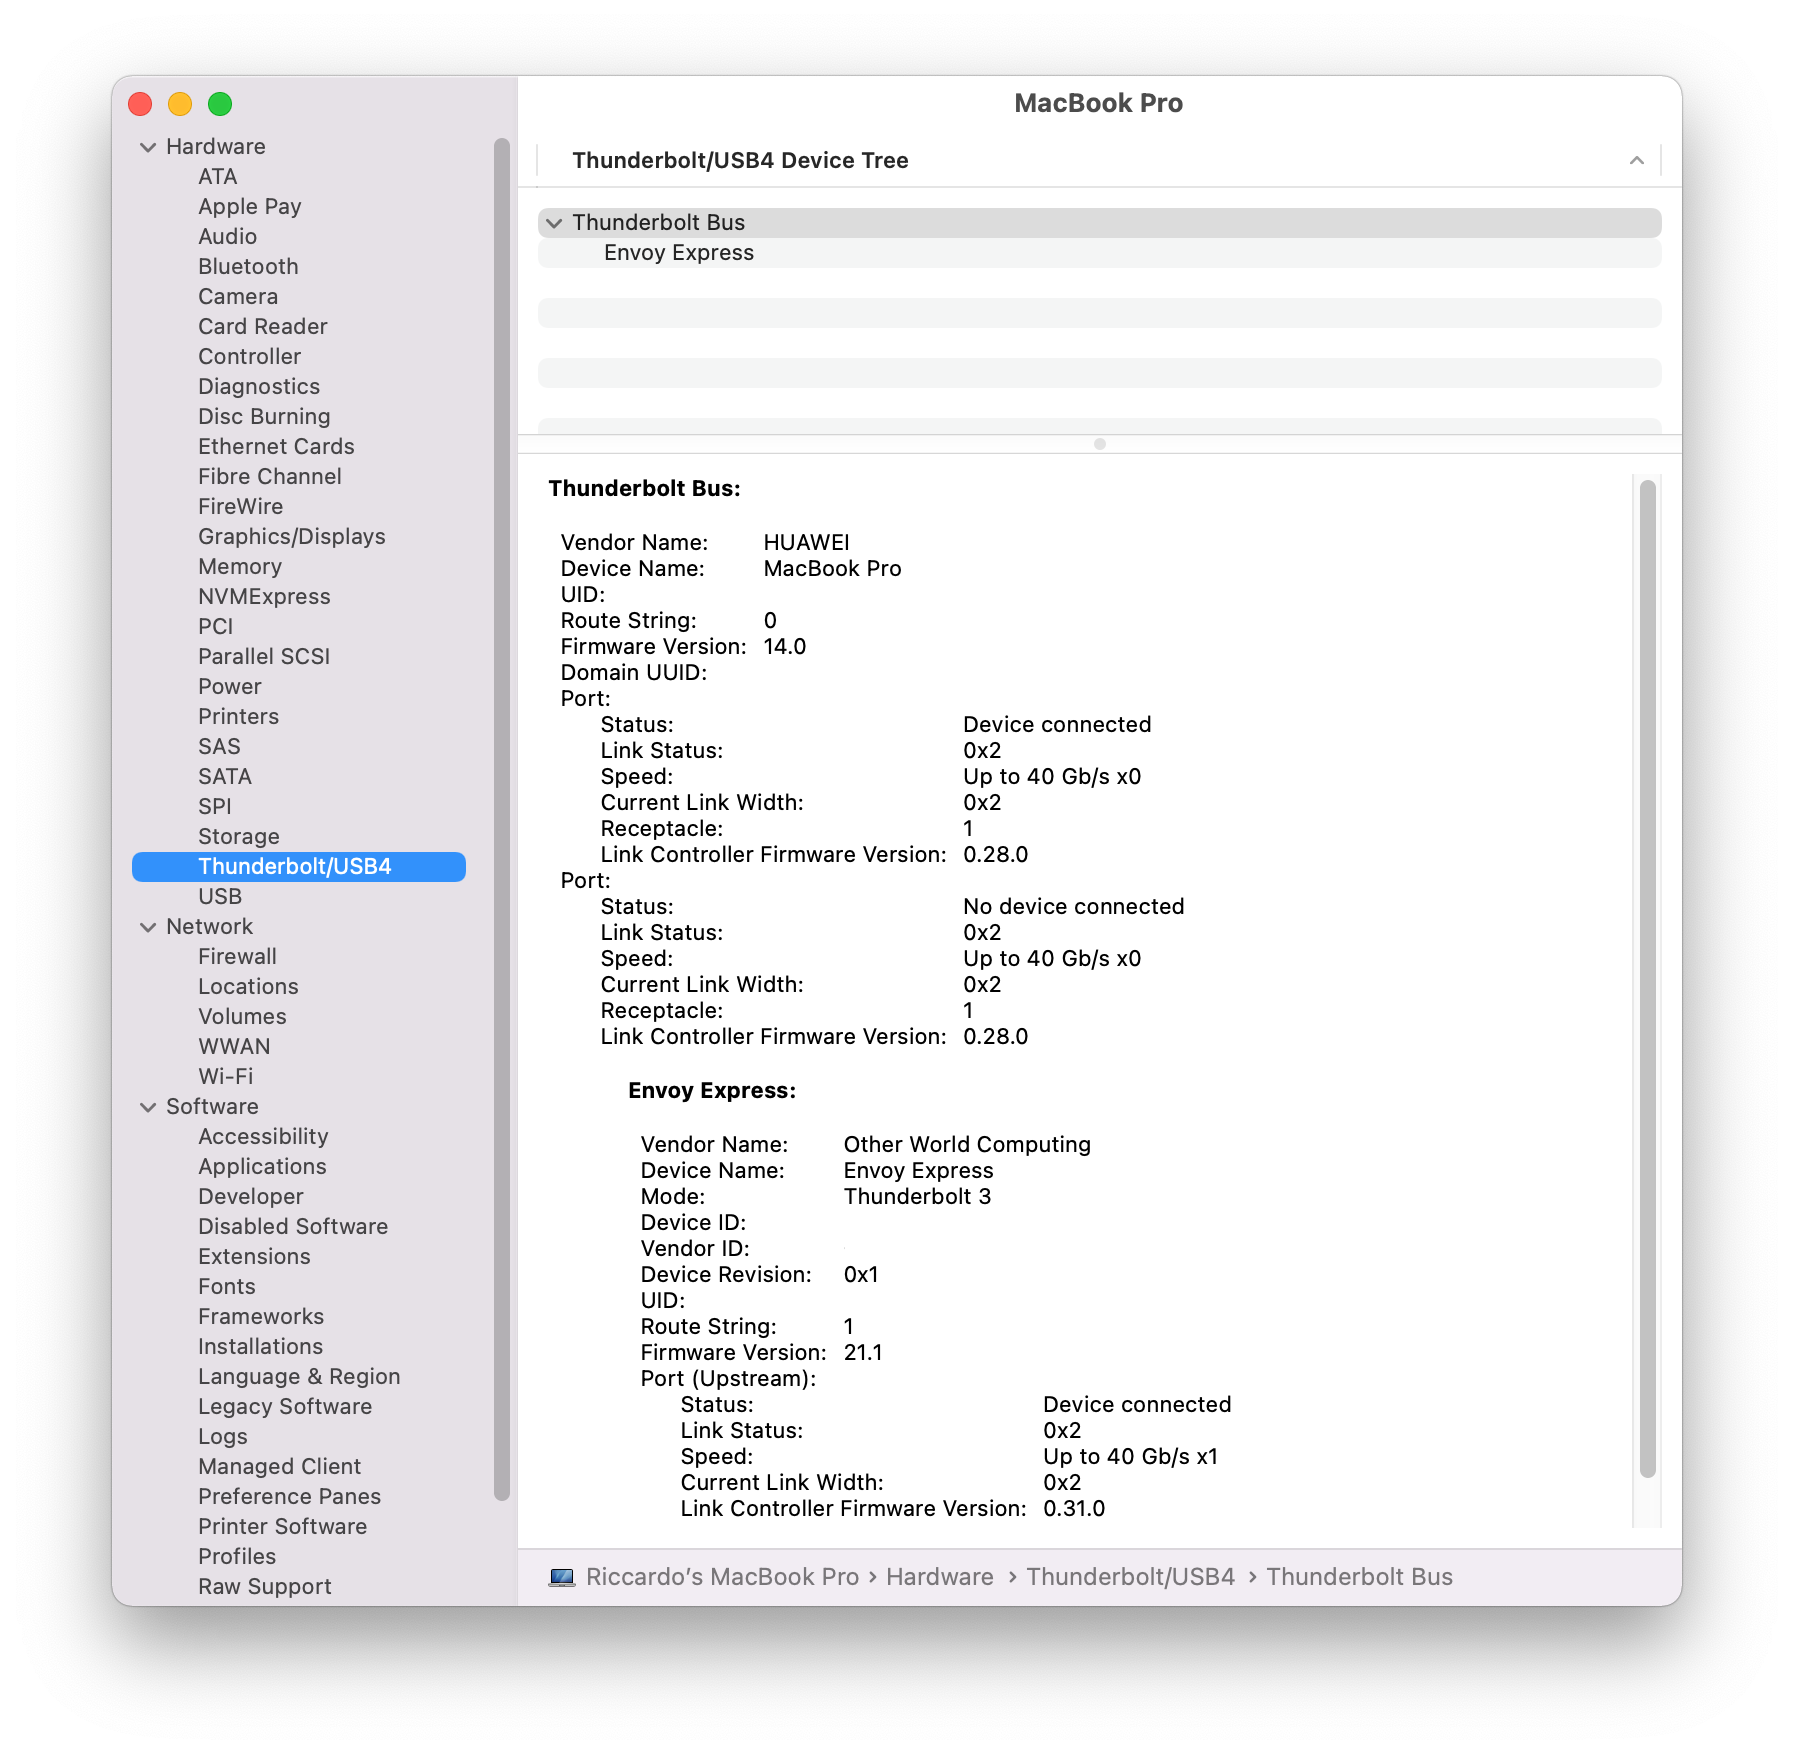 MacBook Pro
Hardware
ATA
Apple Pay
Audio
Bluetooth
Camera
Card Reader
Controller
Diagnostics
Disc Burning
Ethernet Cards
Fibre Channel
FireWire
Graphics/Displays
Memory
NVMExpress
PCI
Parallel SCSI
Power
Printers
SAS
SATA
SPI
Storage
Thunderbolt/USB4
USB
Network
Firewall
Locations
Volumes
WWAN
Wi-Fi
Software
Accessibility
Applications
Developer
Disabled Software
Extensions
Fonts
Frameworks
Installations
Language & Region
Legacy Software
Logs
Managed Client
Preference Panes
Printer Software
Profiles
Raw Support
Thunderbolt/USB4 Device Tree
Thunderbolt Bus
Envoy Express
Thunderbolt Bus:
Vendor Name: HUAWEI
Device Name: MacBook Pro
UID:
Route String: 0
Firmware Version: 14.0
Domain UUID:
Port:
Status: Device connected
Link Status: 0x2
Speed: Up to 40 Gb/s x0
Current Link Width: 0x2
Receptacle: 1
Link Controller Firmware Version: 0.28.0
Port:
Status: No device connected
Link Status: 0x2
Speed: Up to 40 Gb/s x0
Current Link Width: 0x2
Receptacle: 1
Link Controller Firmware Version: 0.28.0
Envoy Express:
Vendor Name: Other World Computing
Device Name: Envoy Express
Mode: Thunderbolt 3
Device ID:
Vendor ID:
Device Revision: 0x1
UID:
Route String: 1
Firmware Version: 21.1
Port (Upstream):
Status: Device connected
Link Status: 0x2
Speed: Up to 40 Gb/s x1
Current Link Width: 0x2
Link Controller Firmware Version: 0.31.0
Riccardo’s MacBook Pro › Hardware › Thunderbolt/USB4 › Thunderbolt Bus